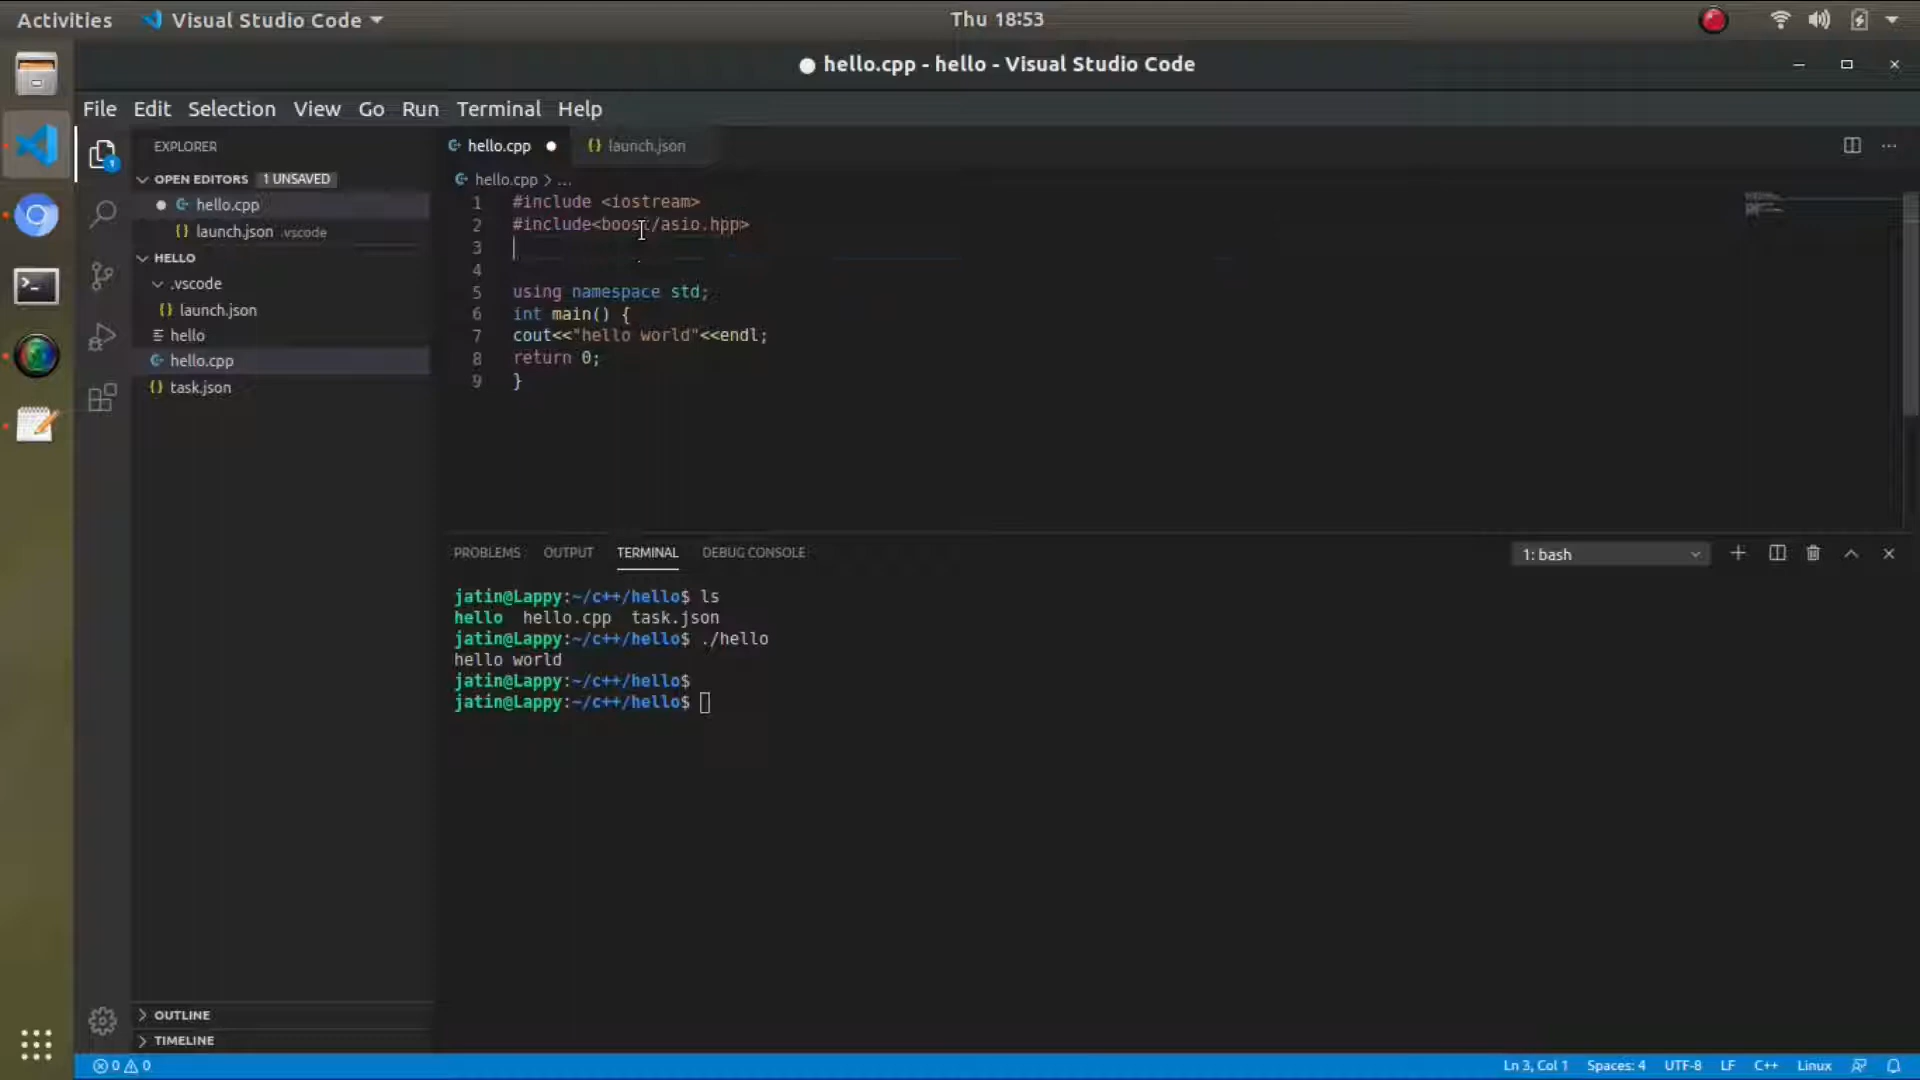 Activities Visual Studio Code Thu 18:53
hello.cpp - hello - Visual Studio Code
File Edit Selection View Go Run Terminal Help
EXPLORER
OPEN EDITORS 1 UNSAVED
hello.cpp
launch.json .vscode
HELLO
.vscode
launch.json
hello
hello.cpp
task.json
OUTLINE
TIMELINE
1
hello.cpp launch.json
hello.cpp > ...
1 #include <iostream>
2 #include<boost/asio.hpp>
3
4
5 using namespace std;
6 int main() {
7 cout<<"hello world"<<endl;
8 return 0;
9 }
PROBLEMS OUTPUT TERMINAL DEBUG CONSOLE 1: bash
jatin@Lappy:~/c++/hello$ ls
hello hello.cpp task.json
jatin@Lappy:~/c++/hello$ ./hello
hello world
jatin@Lappy:~/c++/hello$
jatin@Lappy:~/c++/hello$
0 0 Ln 3, Col 1 Spaces: 4 UTF-8 LF C++ Linux